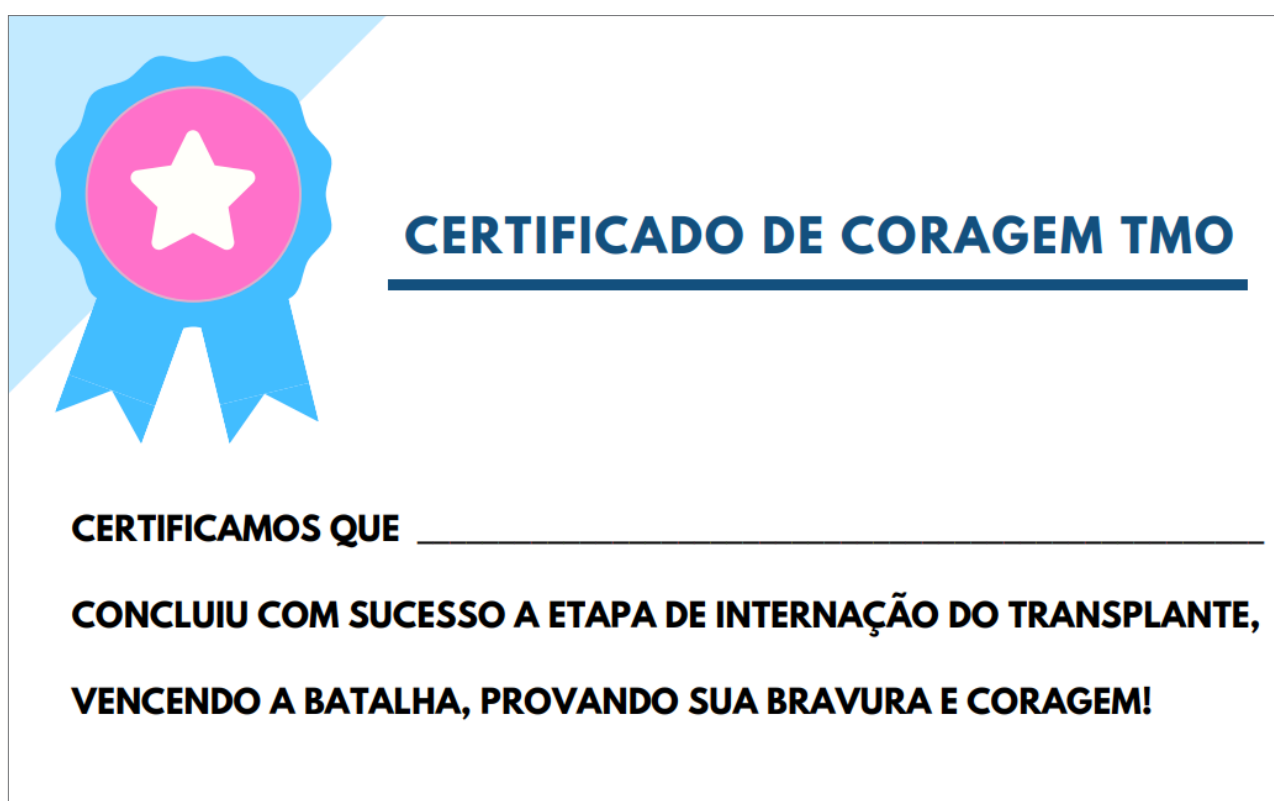 CERTIFICADO DE CORAGEM TMO
CERTIFICAMOS QUE ________________________________________________
CONCLUIU COM SUCESSO A ETAPA DE INTERNAÇÃO DO TRANSPLANTE,
VENCENDO A BATALHA, PROVANDO SUA BRAVURA E CORAGEM!